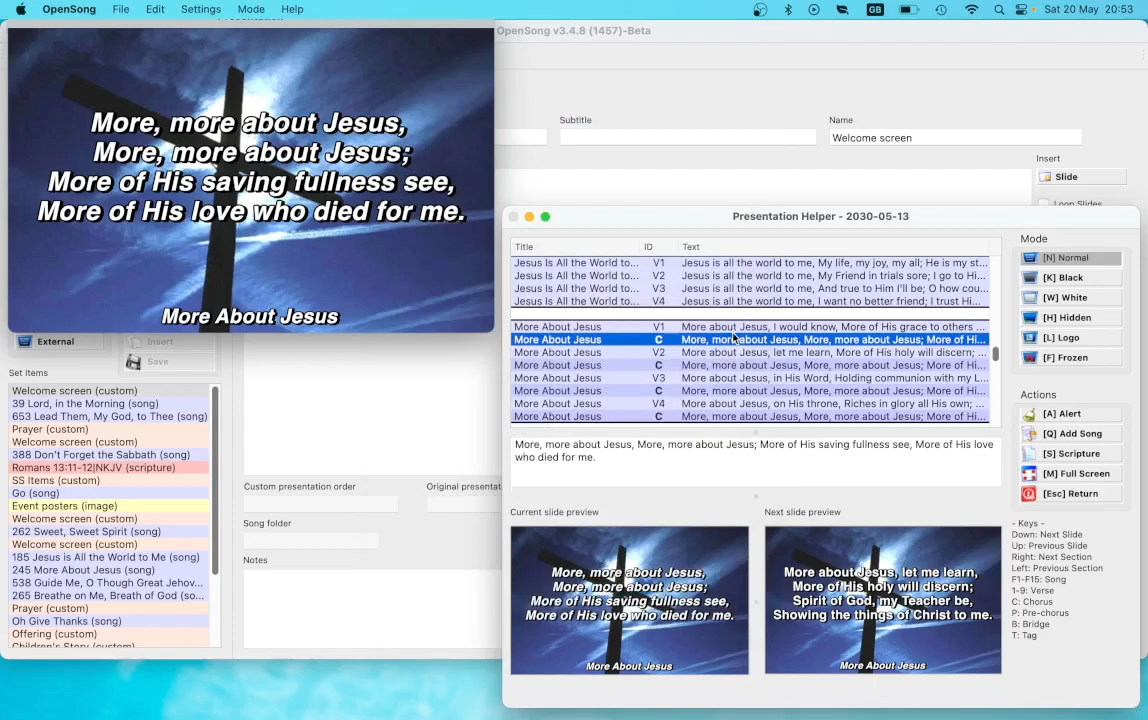 OpenSong File Edit Settings Mode Help
GB
Sat 20 May 20:53
OpenSong v3.4.8 (1457)-Beta
More, more about Jesus,
More, more about Jesus;
More of His saving fullness see,
More of His love who died for me.
More About Jesus
Subtitle
Name
Welcome screen
Insert
Slide
Loop Slides
External
Insert
Save
Set Items
Welcome screen (custom)
39 Lord, in the Morning (song)
653 Lead Them, My God, to Thee (song)
Prayer (custom)
Welcome screen (custom)
388 Don't Forget the Sabbath (song)
Romans 13:11-12|NKJV (scripture)
SS Items (custom)
Go (song)
Event posters (image)
Welcome screen (custom)
262 Sweet, Sweet Spirit (song)
Welcome screen (custom)
185 Jesus is All the World to Me (song)
245 More About Jesus (song)
538 Guide Me, O Though Great Jehov...
265 Breathe on Me, Breath of God (so...
Prayer (custom)
Oh Give Thanks (song)
Offering (custom)
Children's Story (custom)
Custom presentation order
Original presentat
Song folder
Notes
Presentation Helper - 2030-05-13
Title ID Text
Jesus Is All the World to... V1 Jesus is all the world to me, My life, my joy, my all; He is my st...
Jesus Is All the World to... V2 Jesus is all the world to me, My Friend in trials sore; I go to Hi...
Jesus Is All the World to... V3 Jesus is all the world to me, And true to Him I'll be; O how cou...
Jesus Is All the World to... V4 Jesus is all the world to me, I want no better friend; I trust Hi...
More About Jesus V1 More about Jesus, I would know, More of His grace to others ...
More About Jesus C More, more about Jesus, More, more about Jesus; More of Hi...
More About Jesus V2 More about Jesus, let me learn, More of His holy will discern; ...
More About Jesus C More, more about Jesus, More, more about Jesus; More of Hi...
More About Jesus V3 More about Jesus, in His Word, Holding communion with my L...
More About Jesus C More, more about Jesus, More, more about Jesus; More of Hi...
More About Jesus V4 More about Jesus, on His throne, Riches in glory all His own; ...
More About Jesus C More, more about Jesus, More, more about Jesus; More of Hi...
More, more about Jesus, More, more about Jesus; More of His saving fullness see, More of His love
who died for me.
Current slide preview
More, more about Jesus,
More, more about Jesus;
More of His saving fullness see,
More of His love who died for me.
More About Jesus
Next slide preview
More about Jesus, let me learn,
More of His holy will discern;
Spirit of God, my Teacher be,
Showing the things of Christ to me.
More About Jesus
Mode
[N] Normal
[K] Black
[W] White
[H] Hidden
[L] Logo
[F] Frozen
Actions
[A] Alert
[Q] Add Song
[S] Scripture
[M] Full Screen
[Esc] Return
- Keys -
Down: Next Slide
Up: Previous Slide
Right: Next Section
Left: Previous Section
F1-F15: Song
1-9: Verse
C: Chorus
P: Pre-chorus
B: Bridge
T: Tag